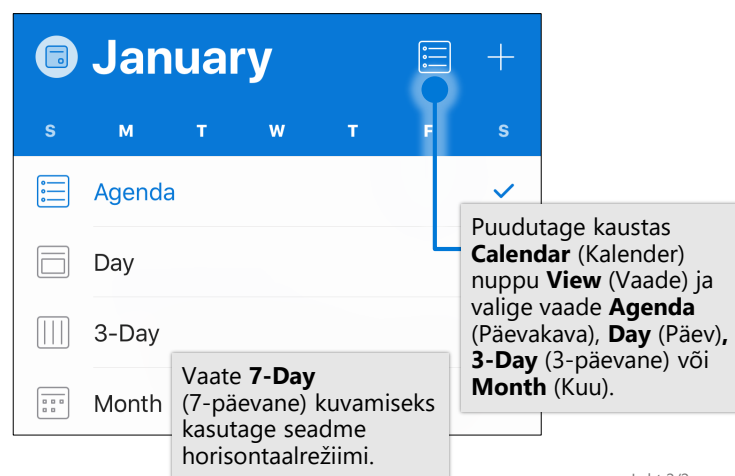 January
S M T W T F S
Agenda
Day
3-Day
Month
Puudutage kaustas
Calendar (Kalender)
nuppu View (Vaade) ja
valige vaade Agenda
(Päevakava), Day (Päev),
3-Day (3-päevane) või
Month (Kuu).
Vaate 7-Day
(7-päevane) kuvamiseks
kasutage seadme
horisontaalrežiimi.